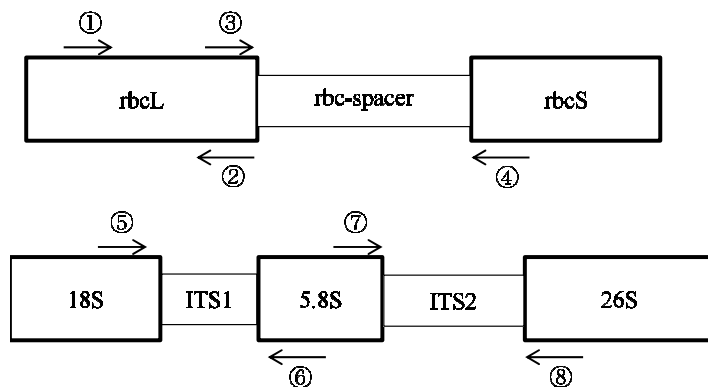 ① ③
rbcL rbc-spacer rbcS
② ④
⑤ ⑦
18S ITS1 5.8S ITS2 26S
⑥ ⑧